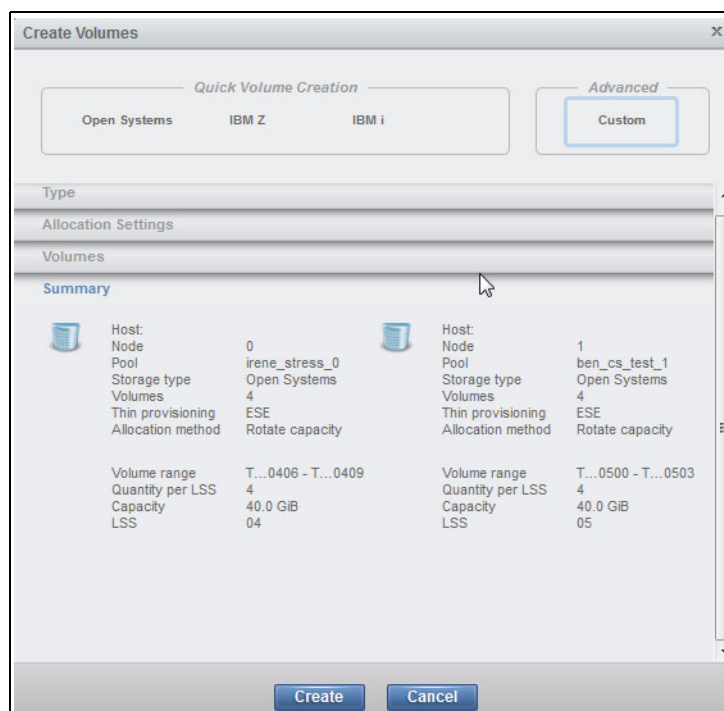 Create Volumes x
Quick Volume Creation Advanced
Open Systems IBM Z IBM i Custom
Type
Allocation Settings
Volumes
Summary
Host:
Node 0
Pool irene_stress_0
Storage type Open Systems
Volumes 4
Thin provisioning ESE
Allocation method Rotate capacity
Volume range T...0406 - T...0409
Quantity per LSS 4
Capacity 40.0 GiB
LSS 04
Host:
Node 1
Pool ben_cs_test_1
Storage type Open Systems
Volumes 4
Thin provisioning ESE
Allocation method Rotate capacity
Volume range T...0500 - T...0503
Quantity per LSS 4
Capacity 40.0 GiB
LSS 05
Create Cancel